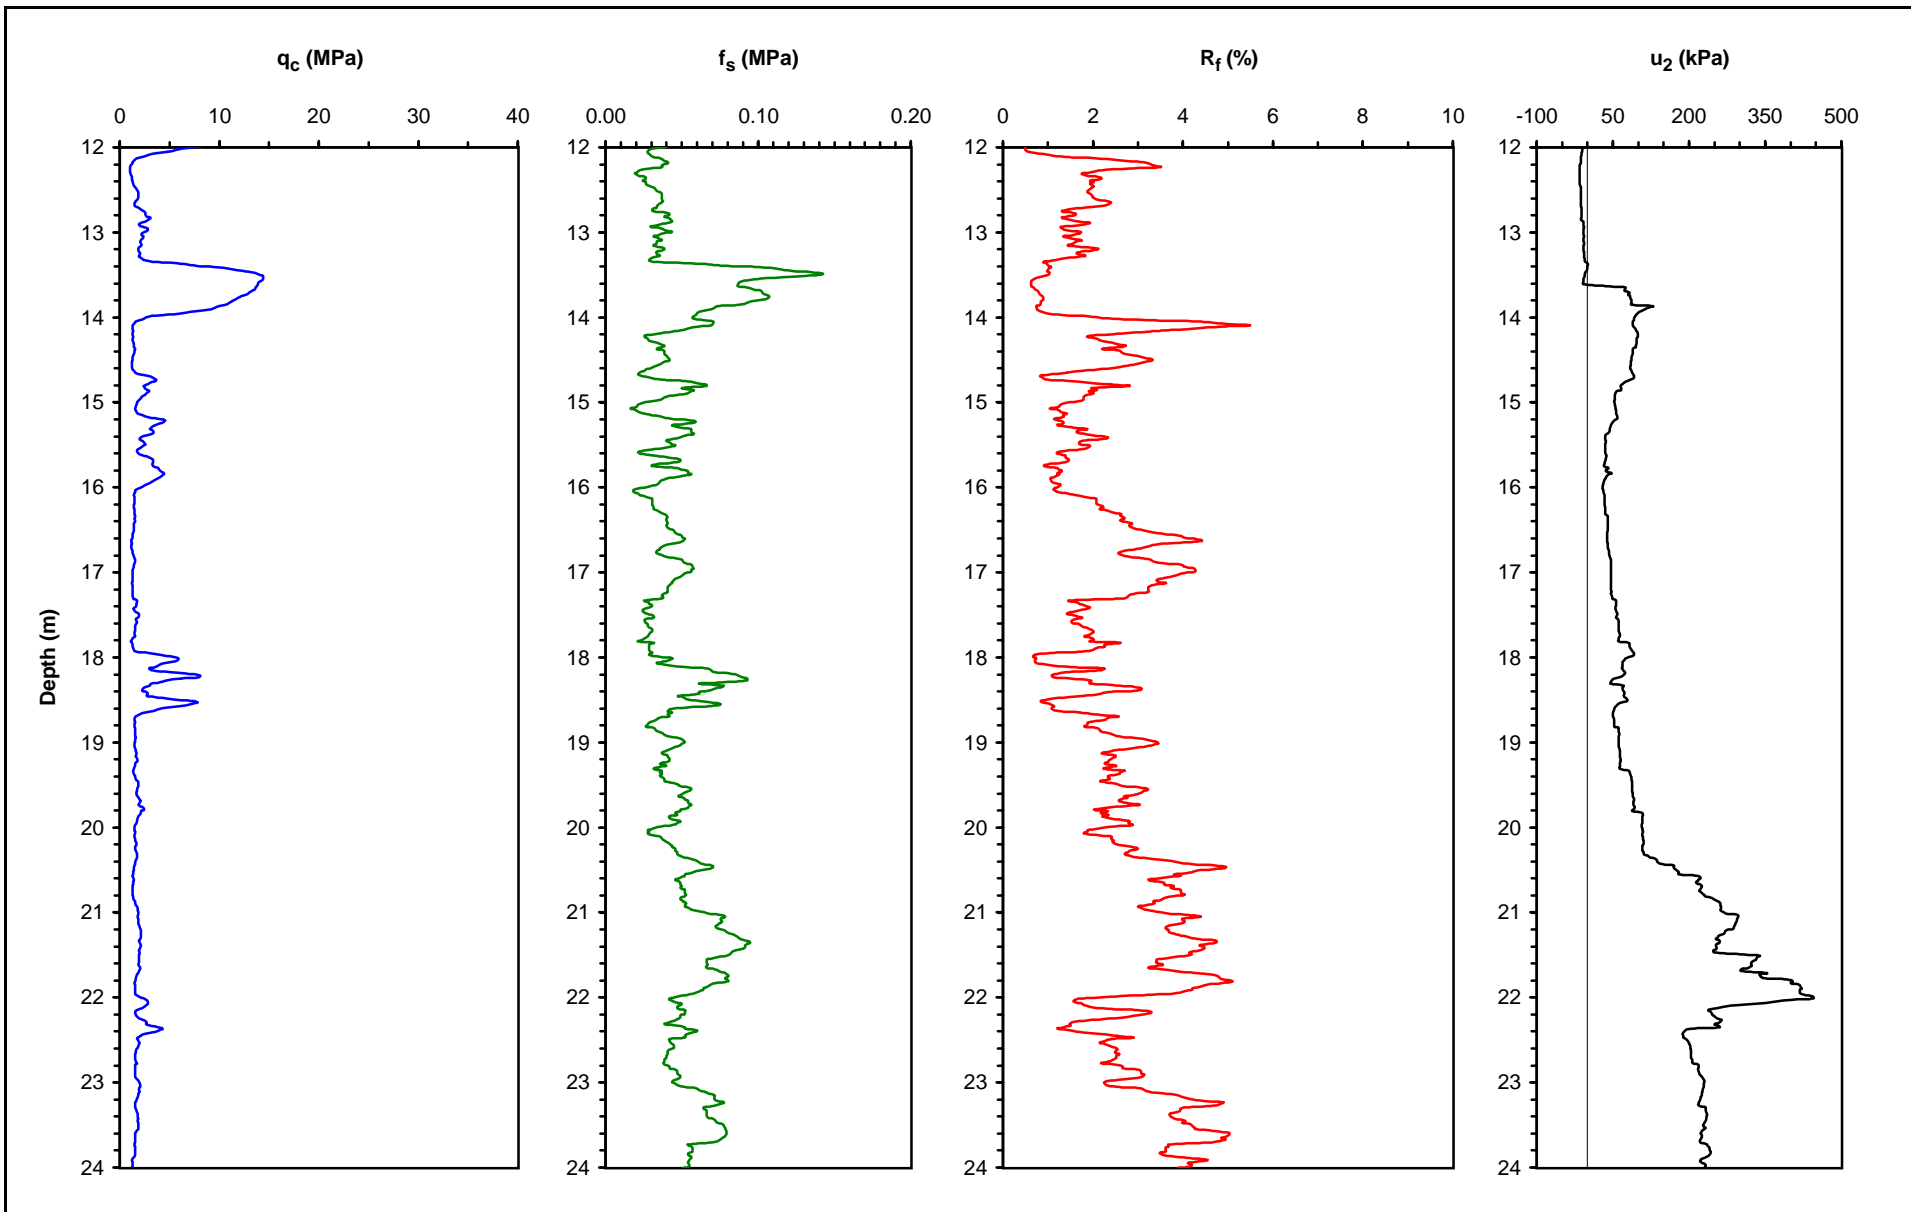 qc (MPa) fs (MPa) Rf (%) u2 (kPa)
0 10 20 30 40 0.00 0.10 0.20 0 2 4 6 8 10 -100 50 200 350 500
12 12 12 12
13 13 13 13
14 14 14 14
15 15 15 15
16 16 16 16
17 17 17 17
18 18 18 18
19 19 19 19
20 20 20 20
21 21 21 21
22 22 22 22
23 23 23 23
24 24 24 24
Depth (m)